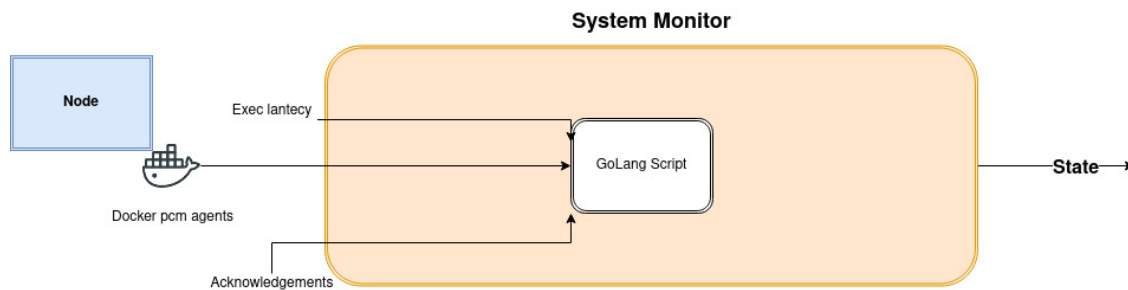 System Monitor
Node
Exec lantecy
GoLang Script
State
Docker pcm agents
Acknowledgements